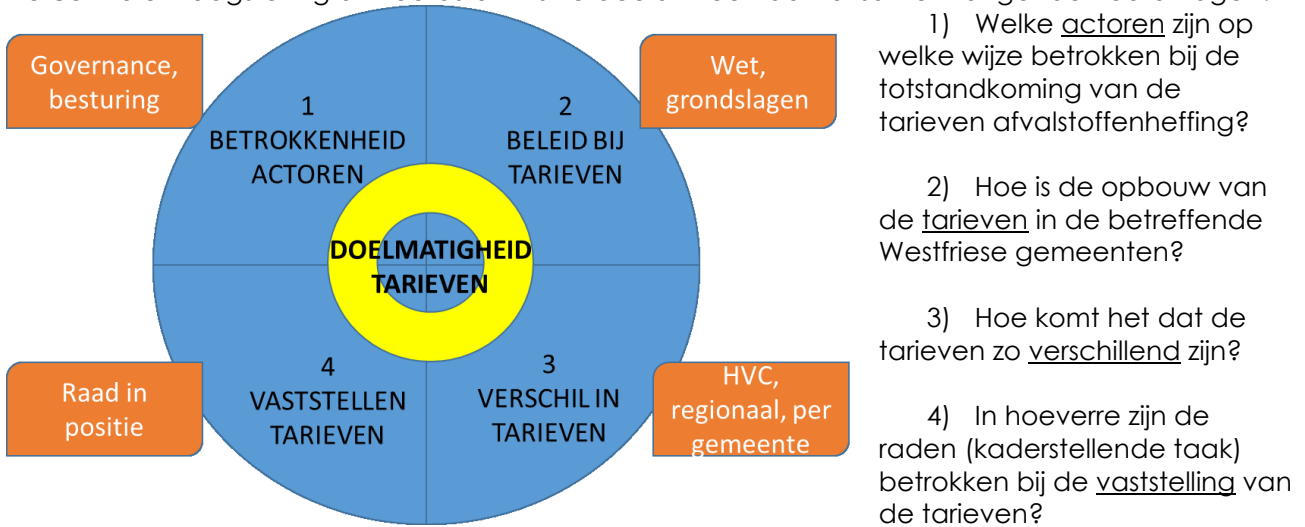 Governance,
besturing
Wet,
grondslagen
1
BETROKKENHEID
ACTOREN
2
BELEID BIJ
TARIEVEN
DOELMATIGHEID
TARIEVEN
4
VASTSTELLEN
TARIEVEN
3
VERSCHIL IN
TARIEVEN
Raad in
positie
HVC,
regionaal, per
gemeente
1) Welke actoren zijn op
welke wijze betrokken bij de
totstandkoming van de
tarieven afvalstoffenheffing?
2) Hoe is de opbouw van
de tarieven in de betreffende
Westfriese gemeenten?
3) Hoe komt het dat de
tarieven zo verschillend zijn?
4) In hoeverre zijn de
raden (kaderstellende taak)
betrokken bij de vaststelling van
de tarieven?